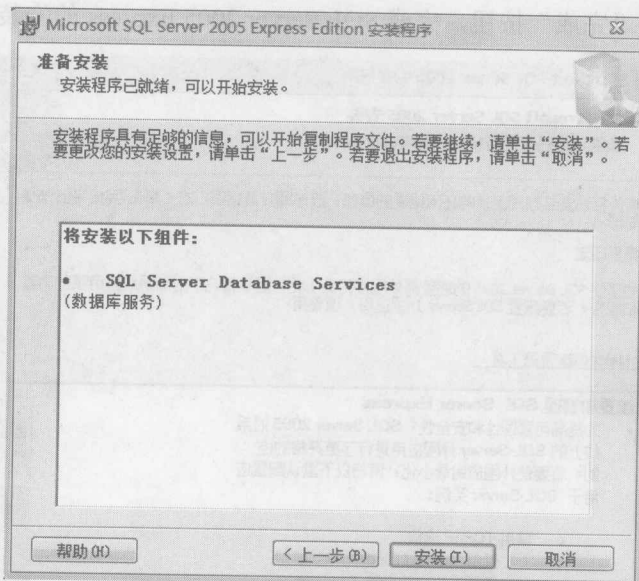 Microsoft SQL Server 2005 Express Edition 安装程序
准备安装
安装程序已就绪，可以开始安装。
安装程序具有足够的信息，可以开始复制程序文件。若要继续，请单击“安装”。若
要更改您的安装设置，请单击“上一步”。若要退出安装程序，请单击“取消”。
将安装以下组件：
• SQL Server Database Services
(数据库服务)
帮助(H)
<上一步(B)
安装(I)
取消